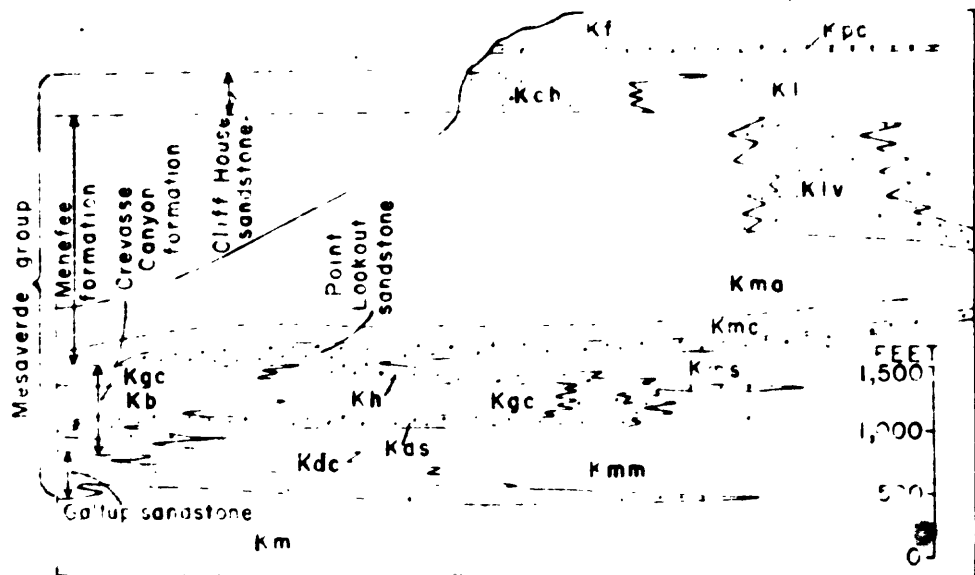 Kf
Kpc
Kch
Kl
Klv
Kma
Kmc
Mesaverde group
Menefee
formation
Crevasse
Canyon
formation
Cliff House
sandstone
Point
Lookout
sandstone
Kgc
Kb
Kh
Kgc
Kdc
Kds
Kmm
Gallup sandstone
Km
FEET
1,500
1,000
500
0